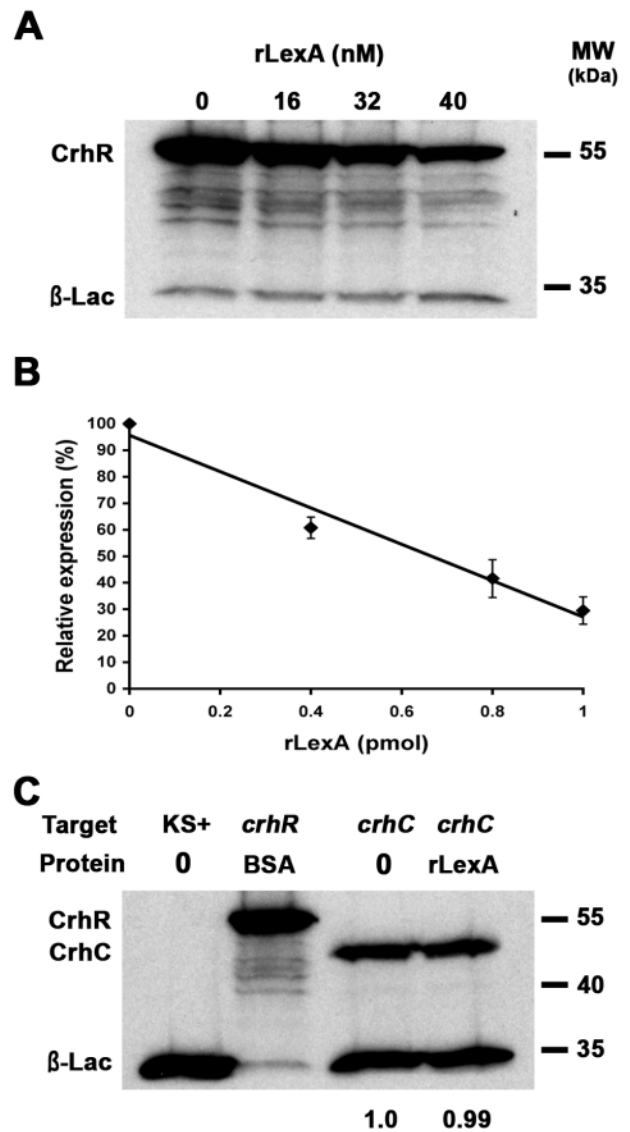 A
rLexA (nM)
MW
(kDa)
0 16 32 40
CrhR
55
ß-Lac
35
B
Relative expression (%)
100
90
80
70
60
50
40
30
20
10
0
0 0.2 0.4 0.6 0.8 1
rLexA (pmol)
C
Target KS+ crhR crhC crhC
Protein 0 BSA 0 rLexA
CrhR
55
CrhC
40
ß-Lac
35
1.0 0.99